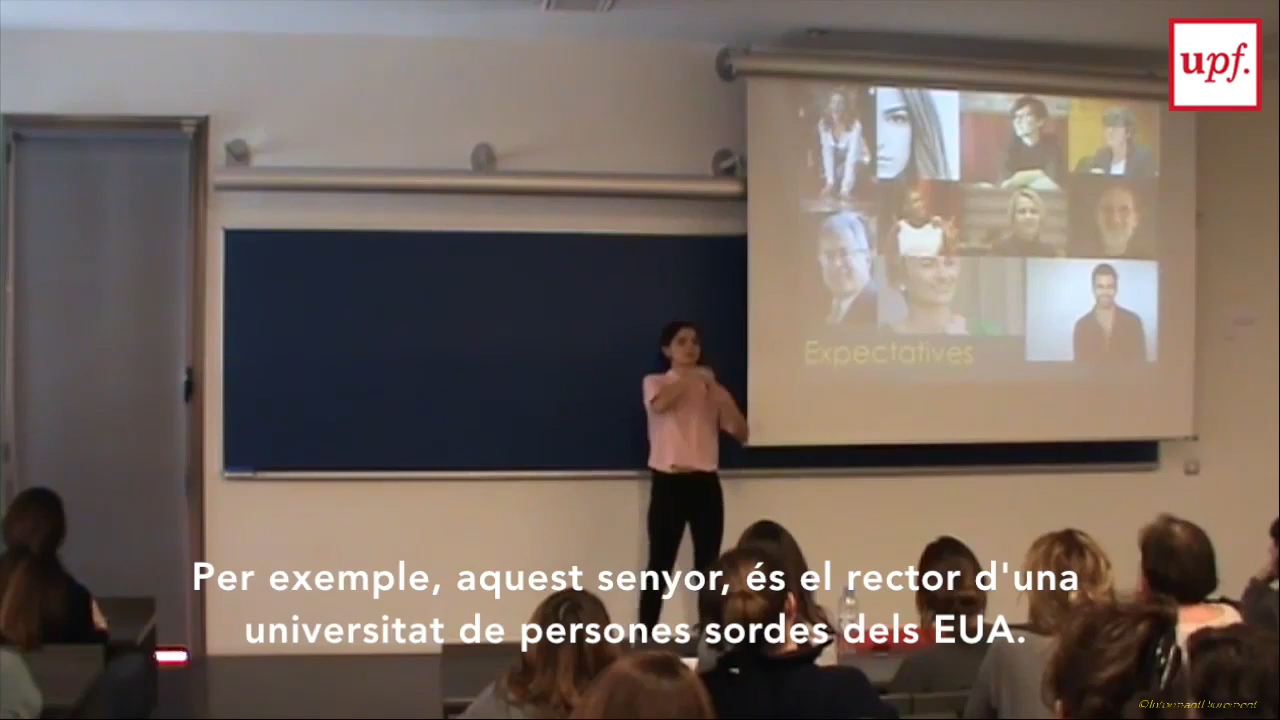 upf.
Expectatives
Per exemple, aquest senyor, és el rector d'una
universitat de persones sordes dels EUA.